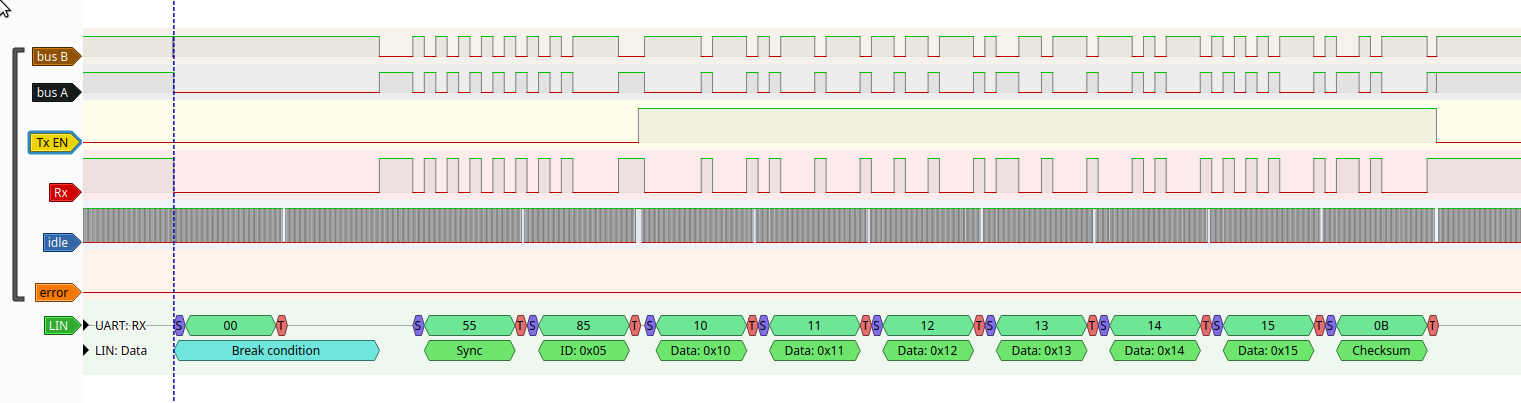 bus B
bus A
Tx EN
Rx
idle
error
LIN UART: RX S 00 T S 55 T S 85 T S 10 T S 11 T S 12 T S 13 T S 14 T S 15 T S 0B T
LIN: Data Break condition Sync ID: 0x05 Data: 0x10 Data: 0x11 Data: 0x12 Data: 0x13 Data: 0x14 Data: 0x15 Checksum